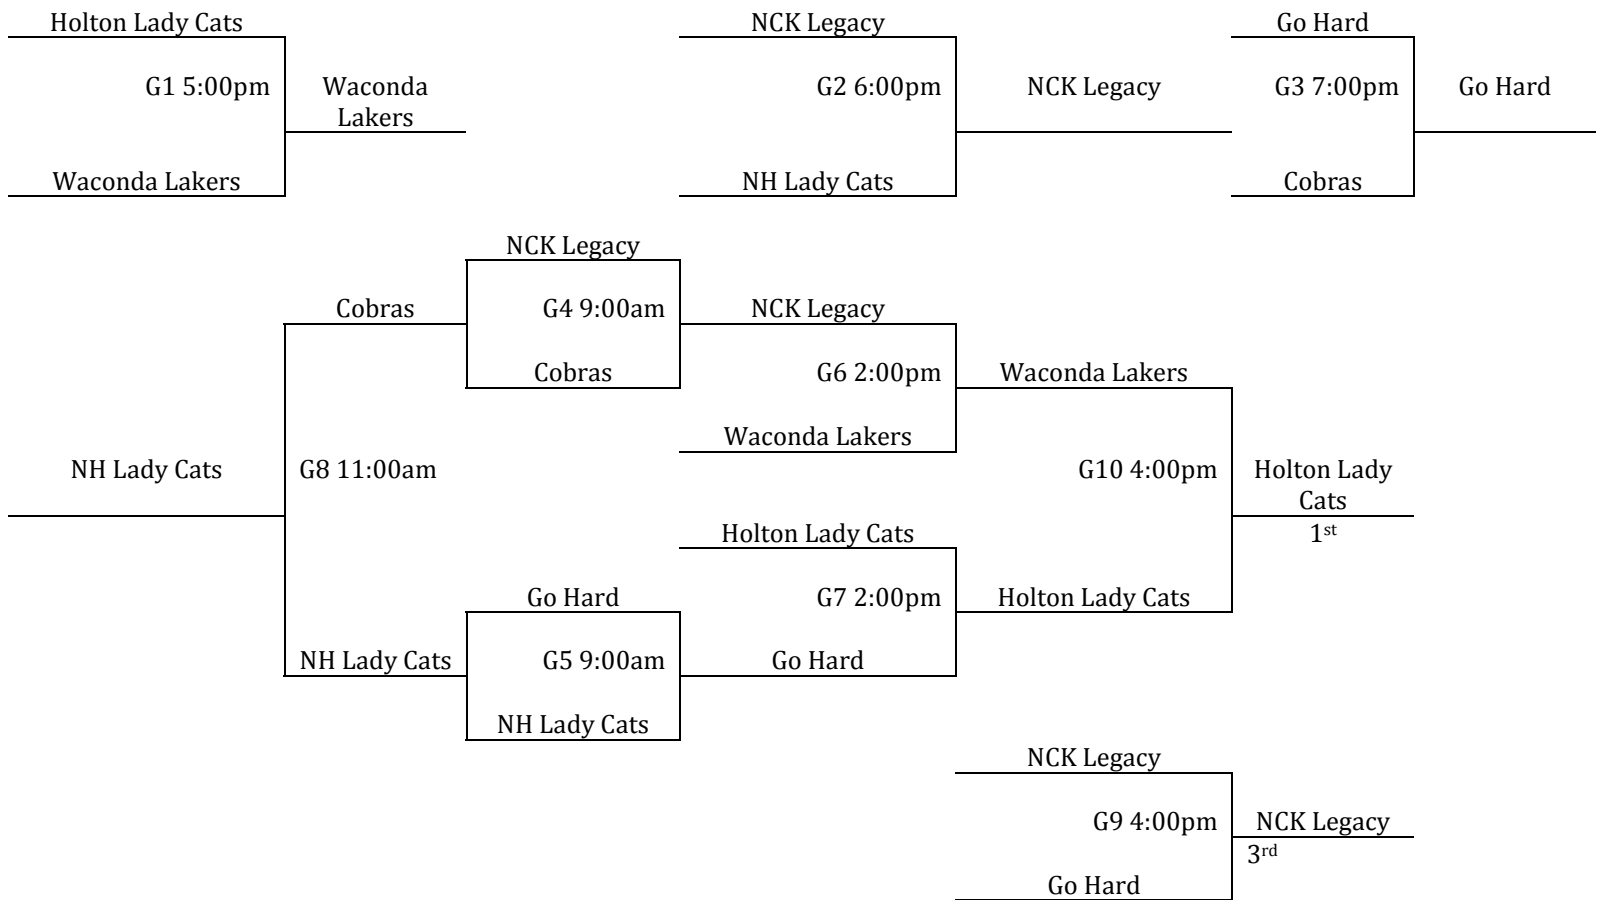 Holton Lady Cats
NCK Legacy
Go Hard
G1 5:00pm
Waconda
Lakers
G2 6:00pm
NCK Legacy
G3 7:00pm
Go Hard
Waconda Lakers
NH Lady Cats
Cobras
NCK Legacy
Cobras
G4 9:00am
NCK Legacy
Cobras
G6 2:00pm
Waconda Lakers
Waconda Lakers
NH Lady Cats
G8 11:00am
G10 4:00pm
Holton Lady
Cats
1st
Holton Lady Cats
Go Hard
G7 2:00pm
Holton Lady Cats
NH Lady Cats
G5 9:00am
Go Hard
NH Lady Cats
NCK Legacy
G9 4:00pm
NCK Legacy
3rd
Go Hard